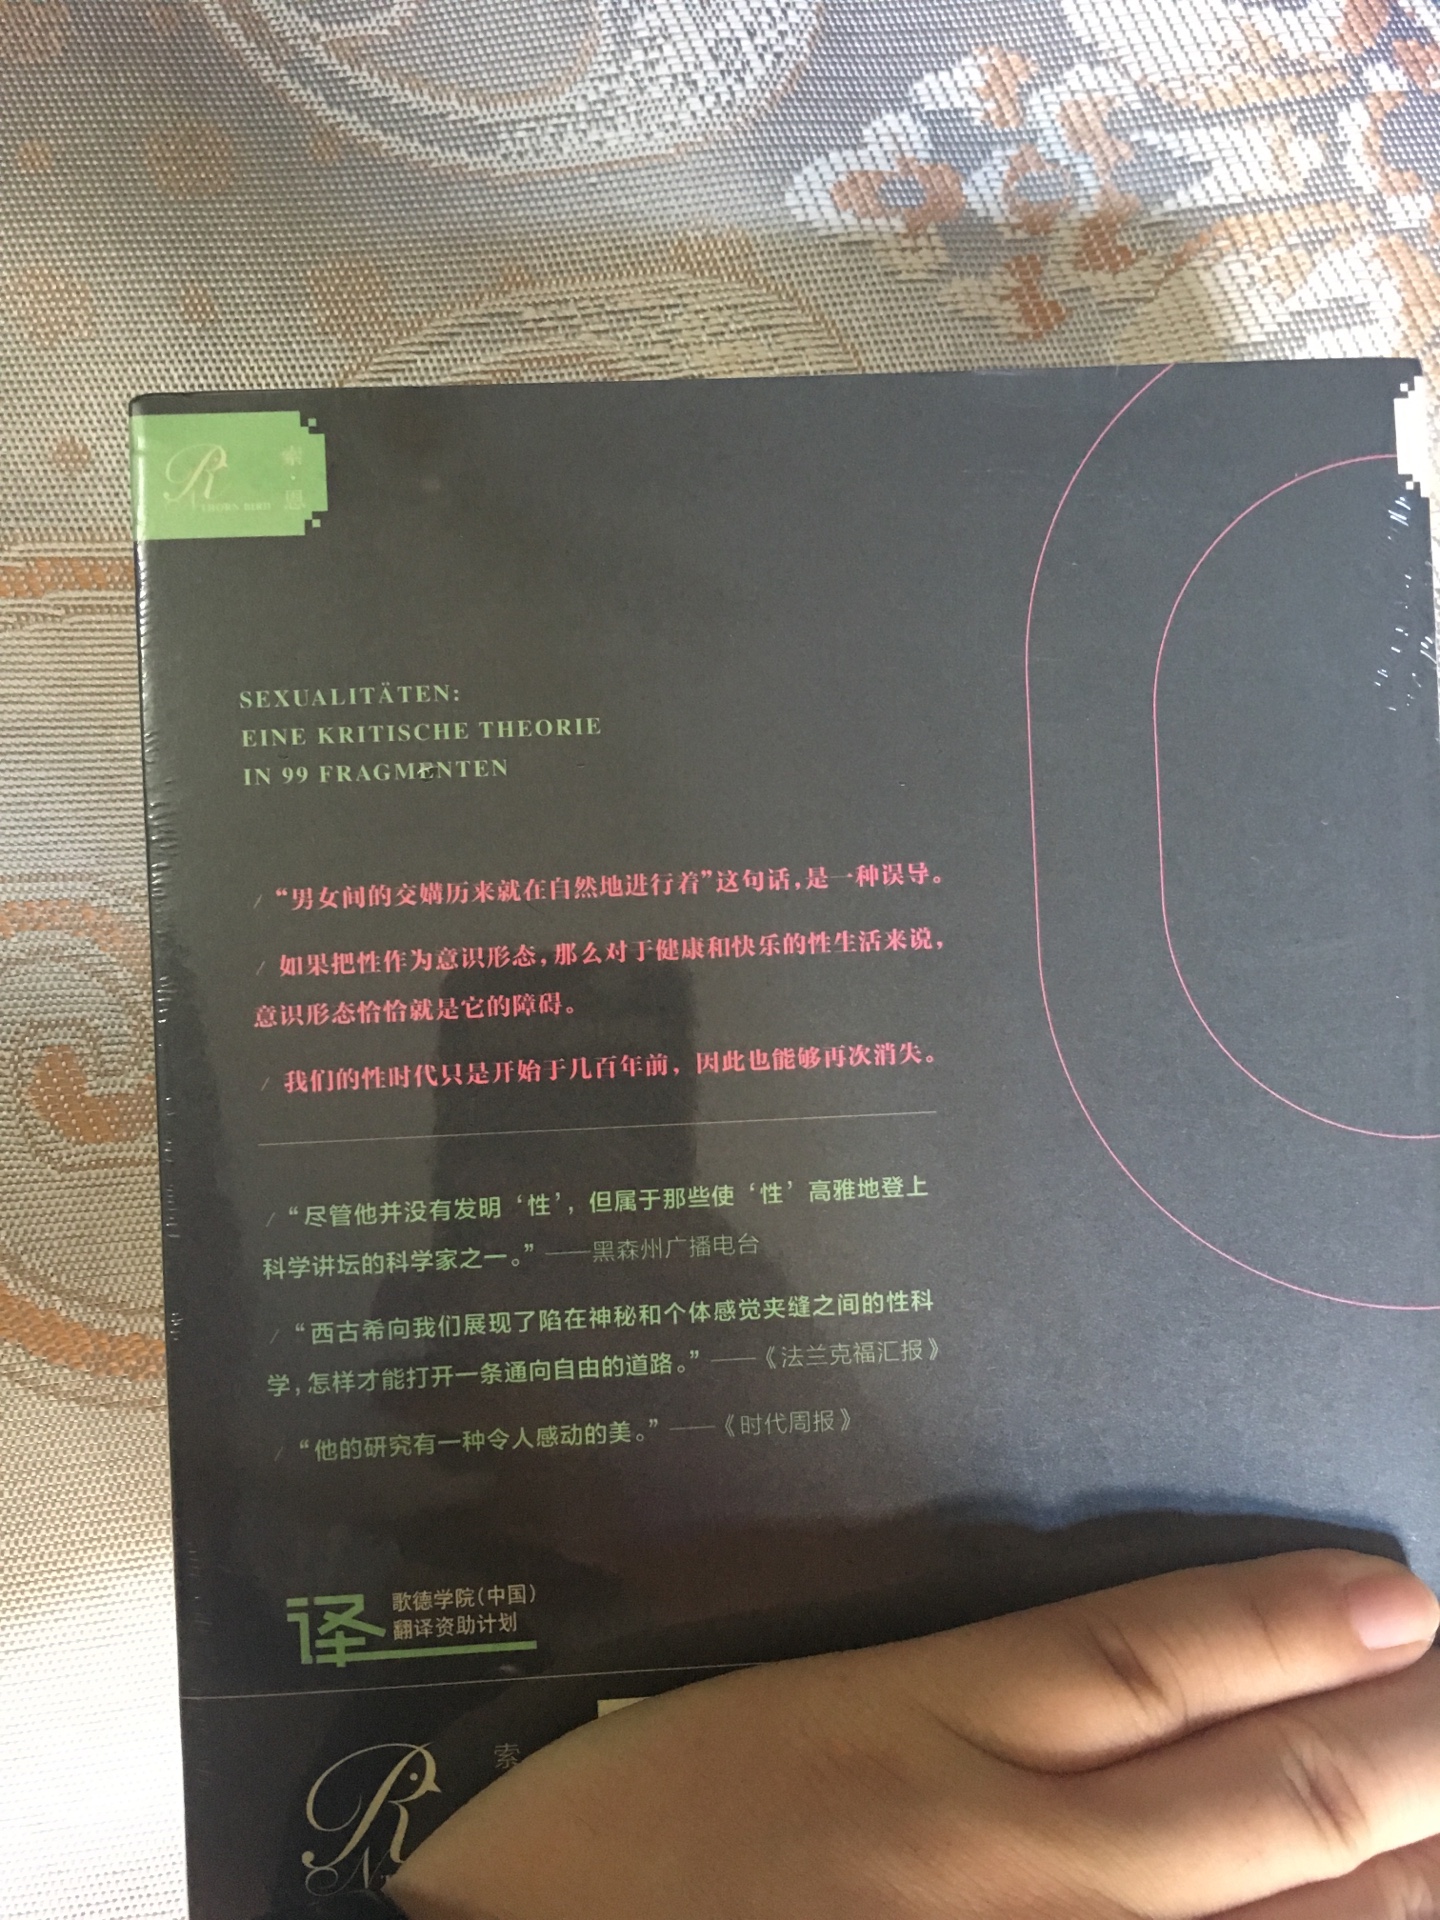 索·恩
THORN BIRD
SEXUALITÄTEN:
EINE KRITISCHE THEORIE
IN 99 FRAGMENTEN
/ “男女间的交媾历来就在自然地进行着”这句话，是一种误导。
/ 如果把性作为意识形态，那么对于健康和快乐的性生活来说，
意识形态恰恰就是它的障碍。
/ 我们的性时代只是开始于几百年前，因此也能够再次消失。
/ “尽管他并没有发明‘性’，但属于那些使‘性’高雅地登上
科学讲坛的科学家之一。”——黑森州广播电台
/ “西古希向我们展现了陷在神秘和个体感觉夹缝之间的性科
学，怎样才能打开一条通向自由的道路。”——《法兰克福汇报》
/ “他的研究有一种令人感动的美。”——《时代周报》
译
歌德学院（中国）
翻译资助计划
索